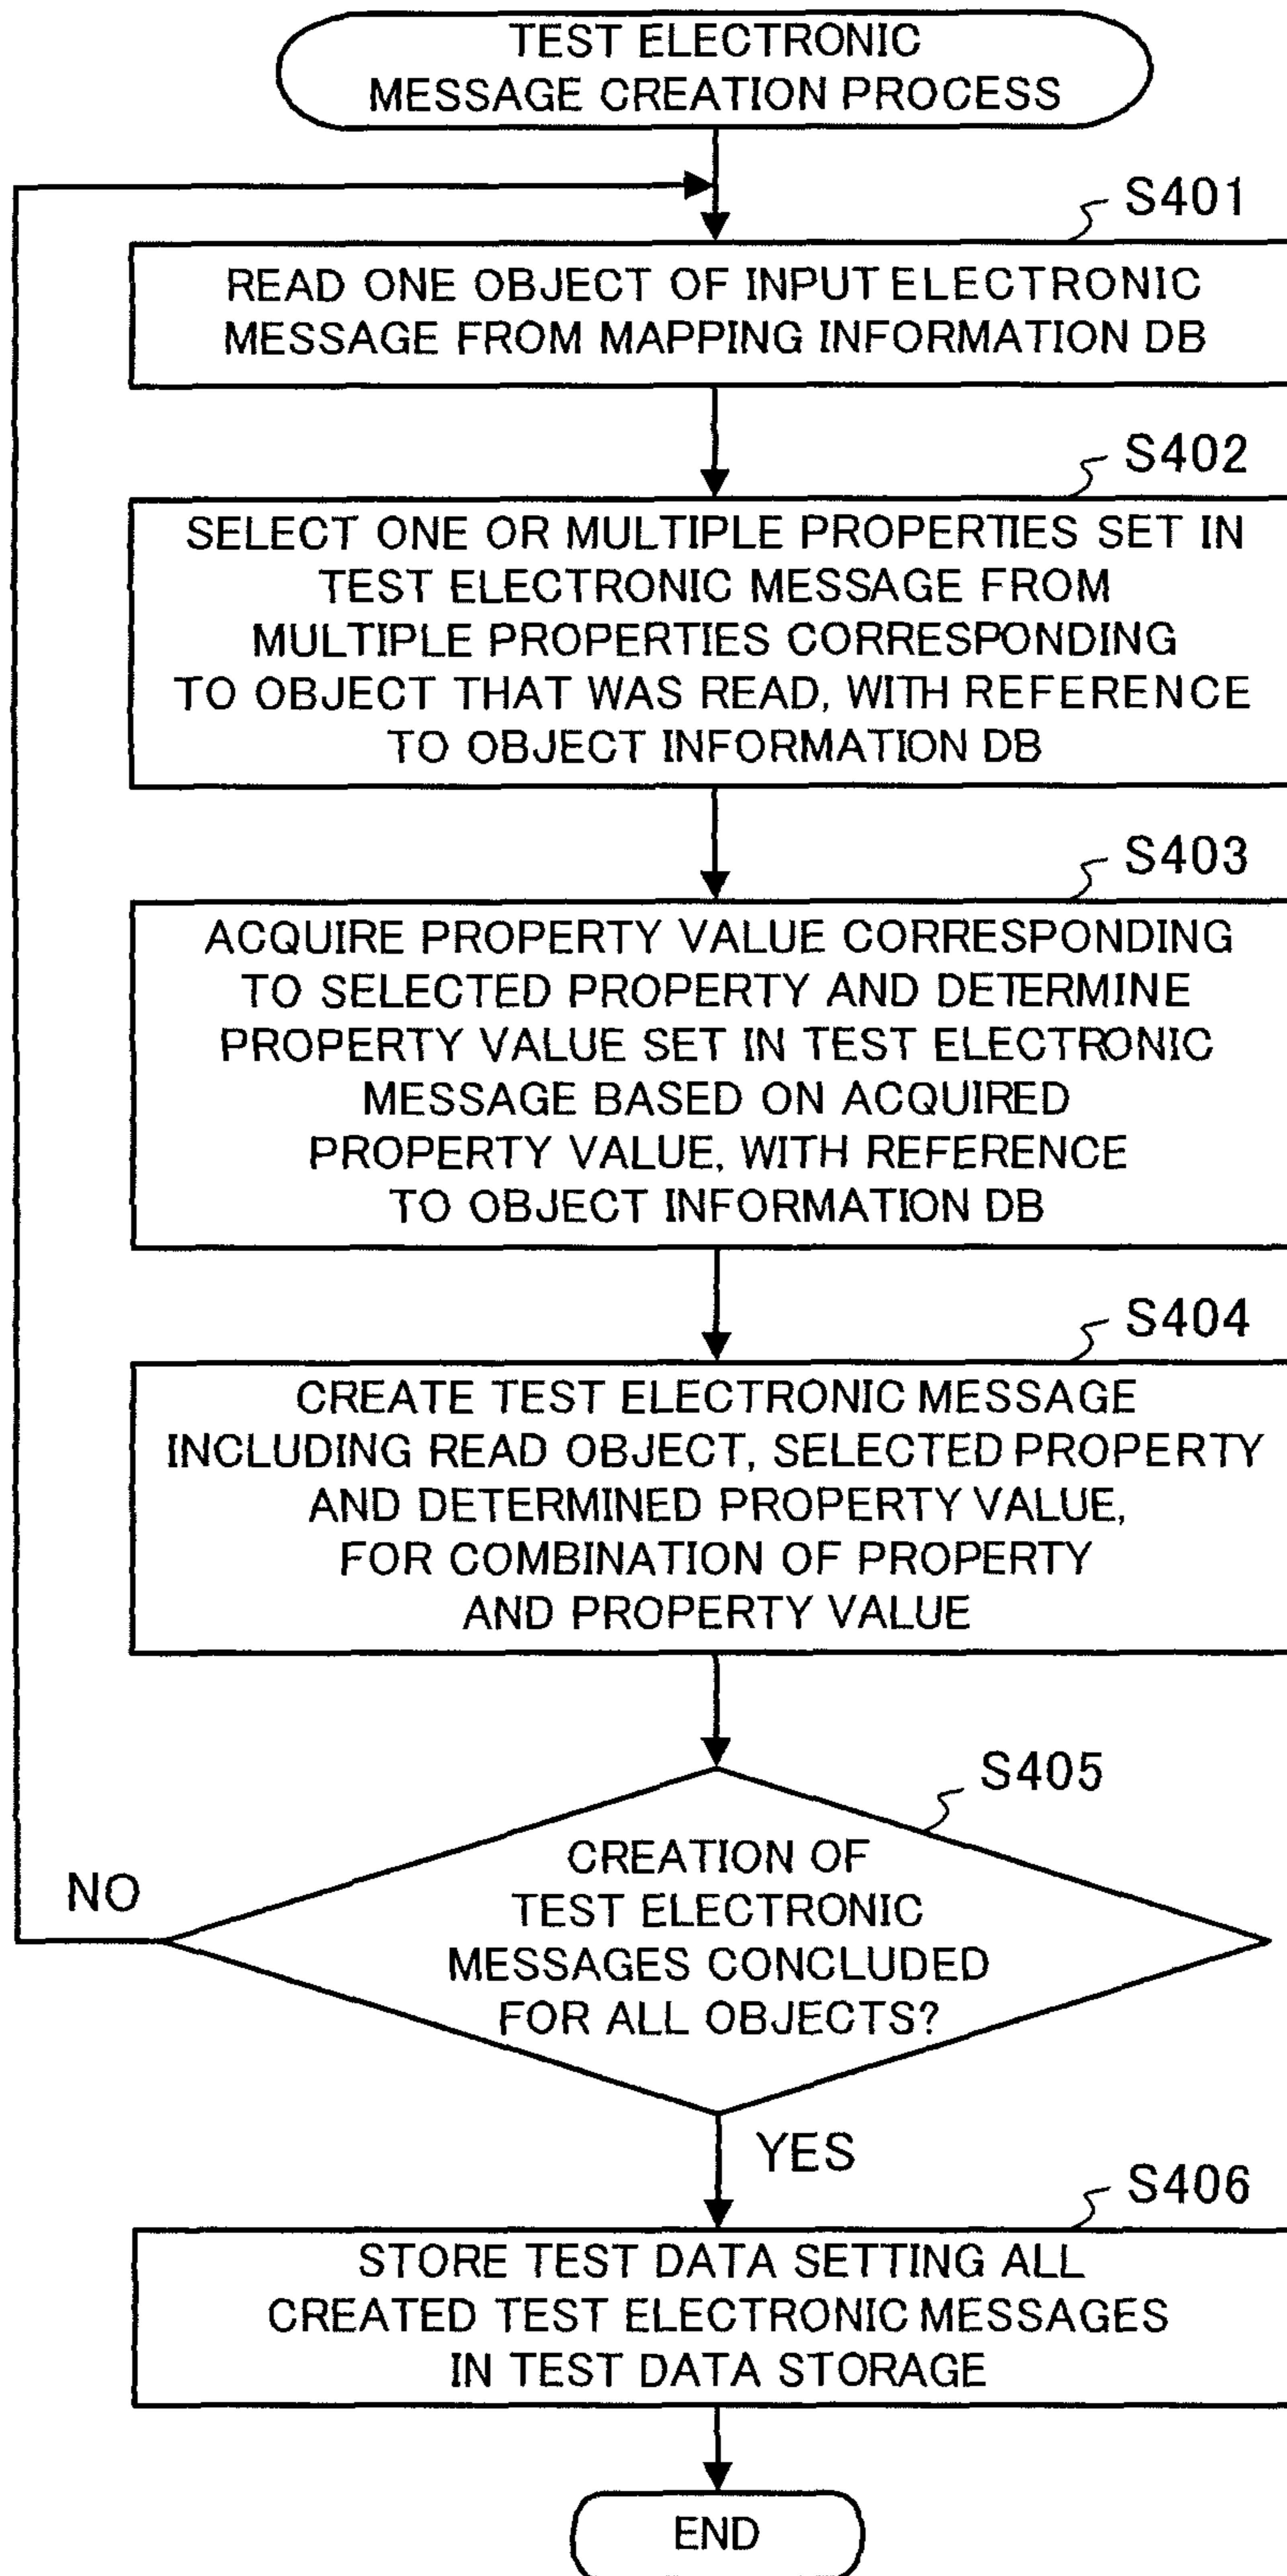 TEST ELECTRONIC
MESSAGE CREATION PROCESS
S401
READ ONE OBJECT OF INPUT ELECTRONIC
MESSAGE FROM MAPPING INFORMATION DB
S402
SELECT ONE OR MULTIPLE PROPERTIES SET IN
TEST ELECTRONIC MESSAGE FROM
MULTIPLE PROPERTIES CORRESPONDING
TO OBJECT THAT WAS READ, WITH REFERENCE
TO OBJECT INFORMATION DB
S403
ACQUIRE PROPERTY VALUE CORRESPONDING
TO SELECTED PROPERTY AND DETERMINE
PROPERTY VALUE SET IN TEST ELECTRONIC
MESSAGE BASED ON ACQUIRED
PROPERTY VALUE, WITH REFERENCE
TO OBJECT INFORMATION DB
S404
CREATE TEST ELECTRONIC MESSAGE
INCLUDING READ OBJECT, SELECTED PROPERTY
AND DETERMINED PROPERTY VALUE,
FOR COMBINATION OF PROPERTY
AND PROPERTY VALUE
S405
CREATION OF
TEST ELECTRONIC
MESSAGES CONCLUDED
FOR ALL OBJECTS?
NO
YES
S406
STORE TEST DATA SETTING ALL
CREATED TEST ELECTRONIC MESSAGES
IN TEST DATA STORAGE
END